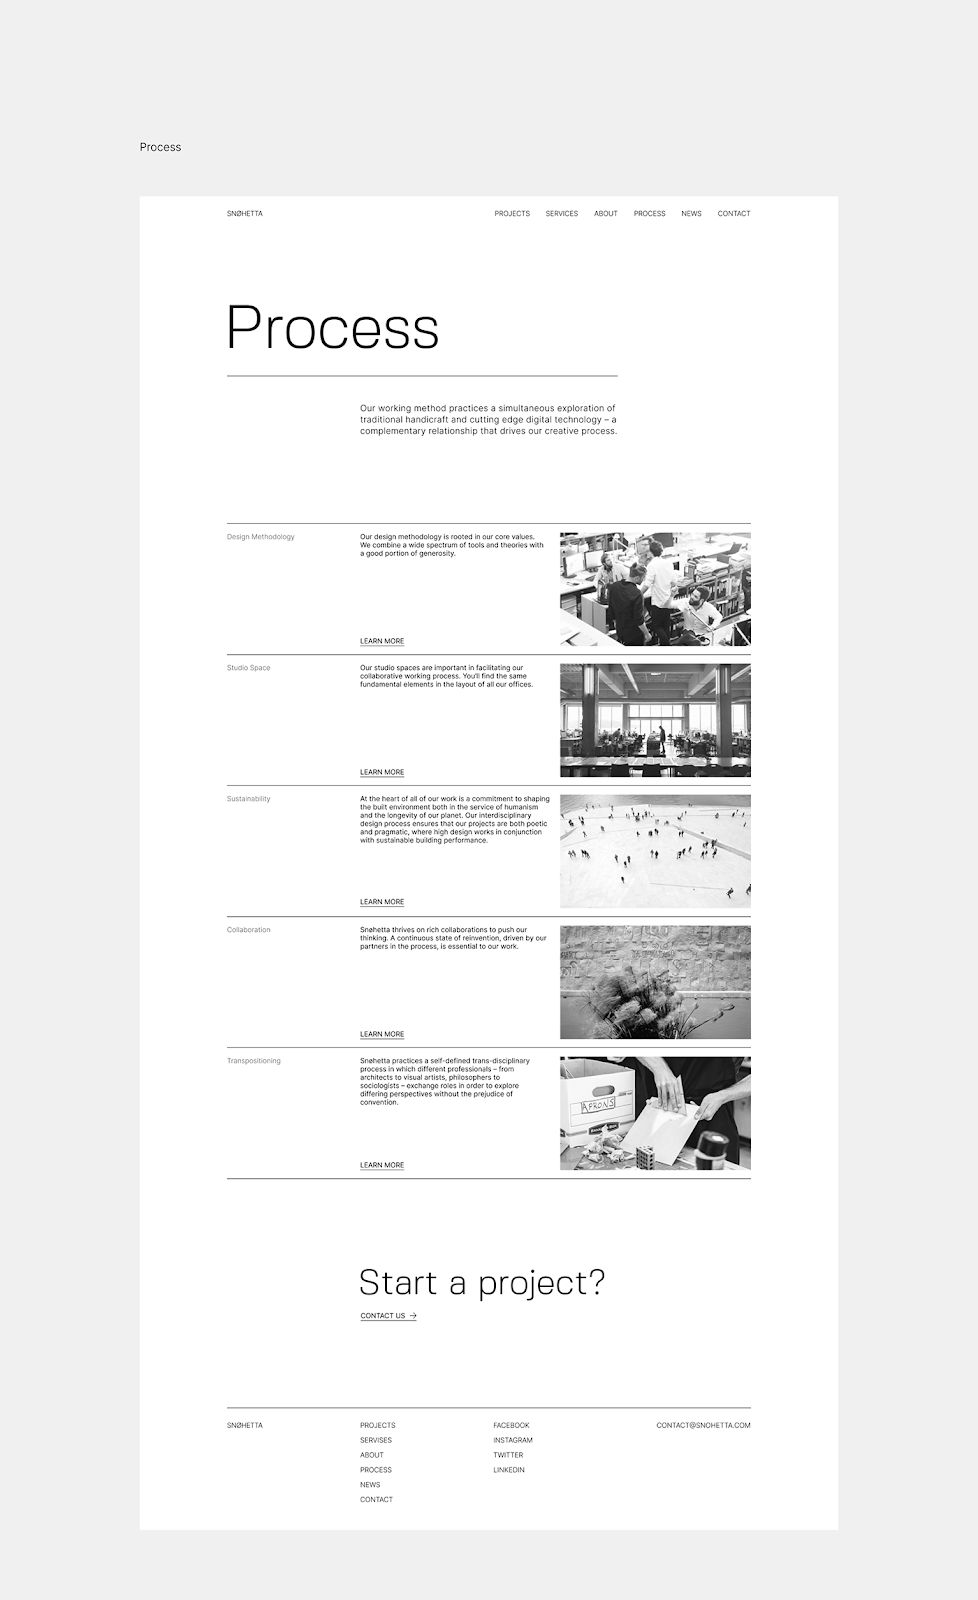 Process
SNØHETTA
PROJECTS SERVICES ABOUT PROCESS NEWS CONTACT
Process
Our working method practices a simultaneous exploration of
traditional handicraft and cutting edge digital technology – a
complementary relationship that drives our creative process.
Design Methodology
Our design methodology is rooted in our core values.
We combine a wide spectrum of tools and theories with
a good portion of generosity.
LEARN MORE
Studio Space
Our studio spaces are important in facilitating our
collaborative working process. You'll find the same
fundamental elements in the layout of all our offices.
LEARN MORE
Sustainability
At the heart of all of our work is a commitment to shaping
the built environment both in the service of humanism
and the longevity of our planet. Our interdisciplinary
design process ensures that our projects are both poetic
and pragmatic, where high design works in conjunction
with sustainable building performance.
LEARN MORE
Collaboration
Snøhetta thrives on rich collaborations to push our
thinking. A continuous state of reinvention, driven by our
partners in the process, is essential to our work.
LEARN MORE
Transpositioning
Snøhetta practices a self-defined trans-disciplinary
process in which different professionals – from
architects to visual artists, philosophers to
sociologists – exchange roles in order to explore
differing perspectives without the prejudice of
convention.
APRONS
LEARN MORE
Start a project?
CONTACT US →
SNØHETTA
PROJECTS
SERVISES
ABOUT
PROCESS
NEWS
CONTACT
FACEBOOK
INSTAGRAM
TWITTER
LINKEDIN
CONTACT@SNOHETTA.COM